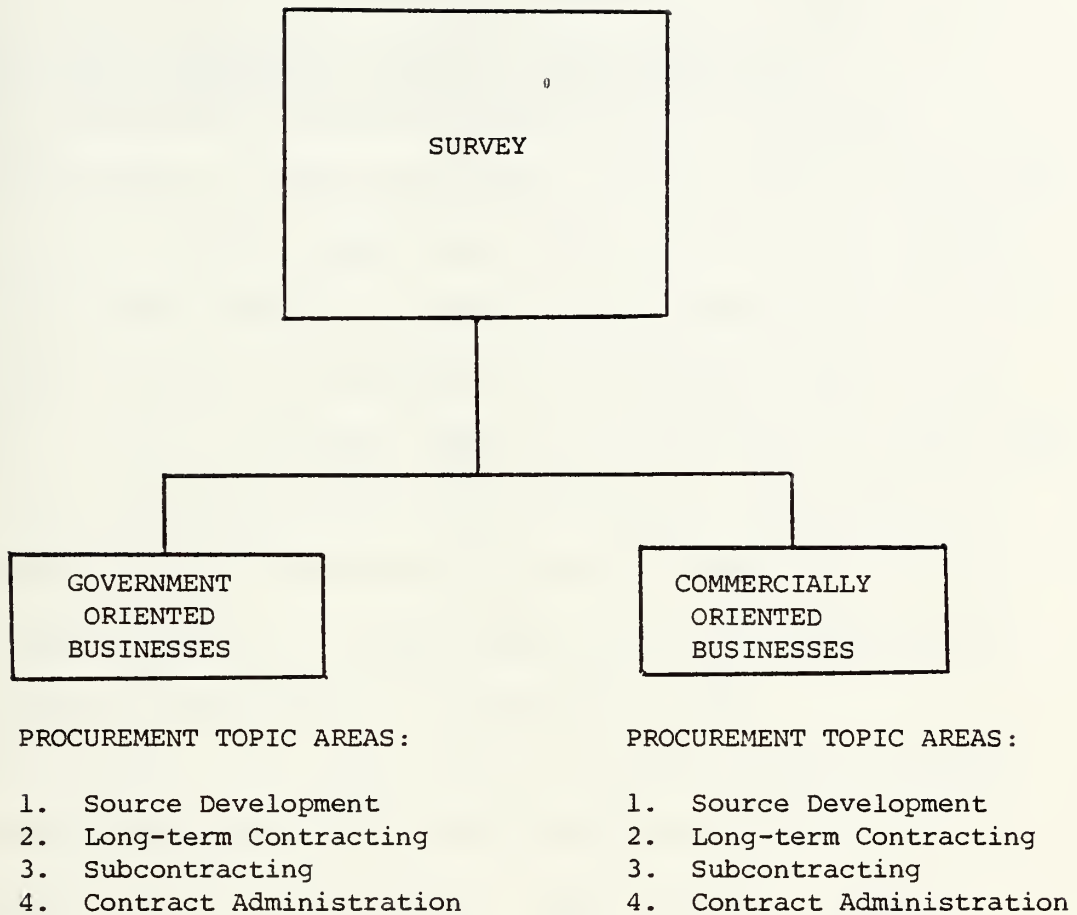 SURVEY
GOVERNMENT
ORIENTED
BUSINESSES
COMMERCIALLY
ORIENTED
BUSINESSES
PROCUREMENT TOPIC AREAS:
1. Source Development
2. Long-term Contracting
3. Subcontracting
4. Contract Administration
PROCUREMENT TOPIC AREAS:
1. Source Development
2. Long-term Contracting
3. Subcontracting
4. Contract Administration